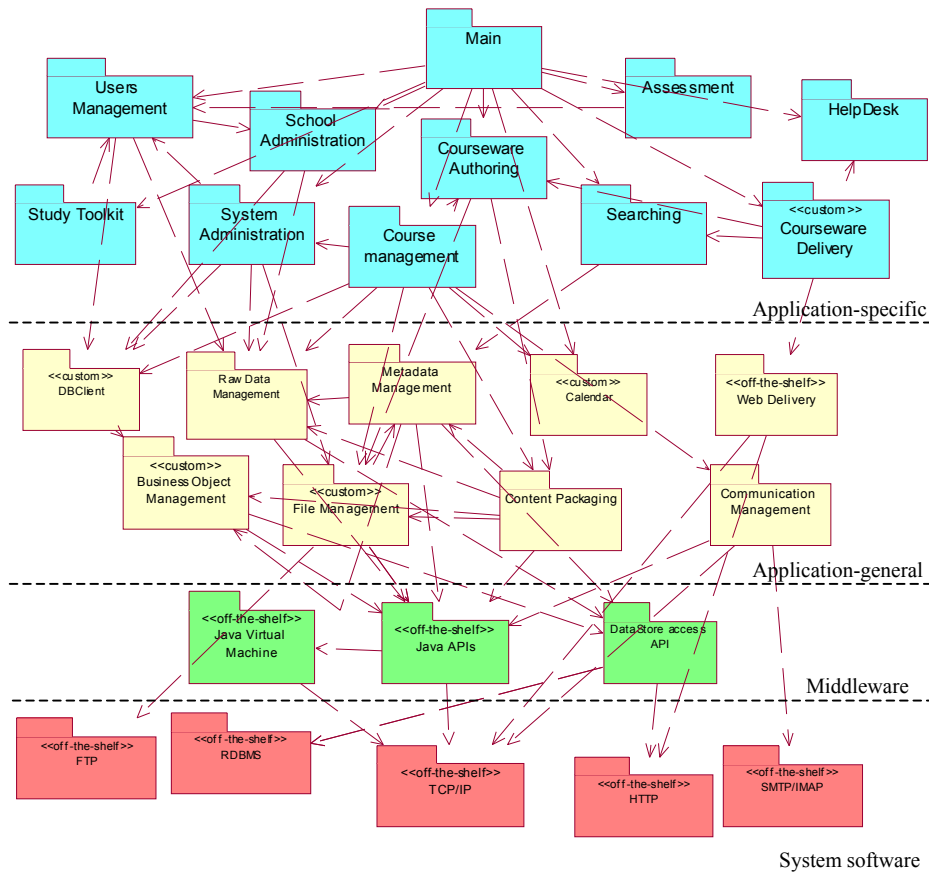 Main
Users
Management
Assessment
School
Administration
HelpDesk
Courseware
Authoring
Study Toolkit
System
Administration
Searching
<<custom>>
Courseware
Delivery
Course
management
Application-specific
<<custom>>
DBClient
Raw Data
Management
Metadata
Management
<<custom>>
Calendar
<<off-the-shelf>>
Web Delivery
<<custom>>
Business Object
Management
<<custom>>
File Management
Content Packaging
Communication
Management
Application-general
<<off-the-shelf>>
Java Virtual
Machine
<<off-the-shelf>>
Java APIs
DataStore access
API
Middleware
<<off-the-shelf>>
FTP
<<off-the-shelf>>
RDBMS
<<off-the-shelf>>
TCP/IP
<<off-the-shelf>>
HTTP
<<off-the-shelf>>
SMTP/IMAP
System software